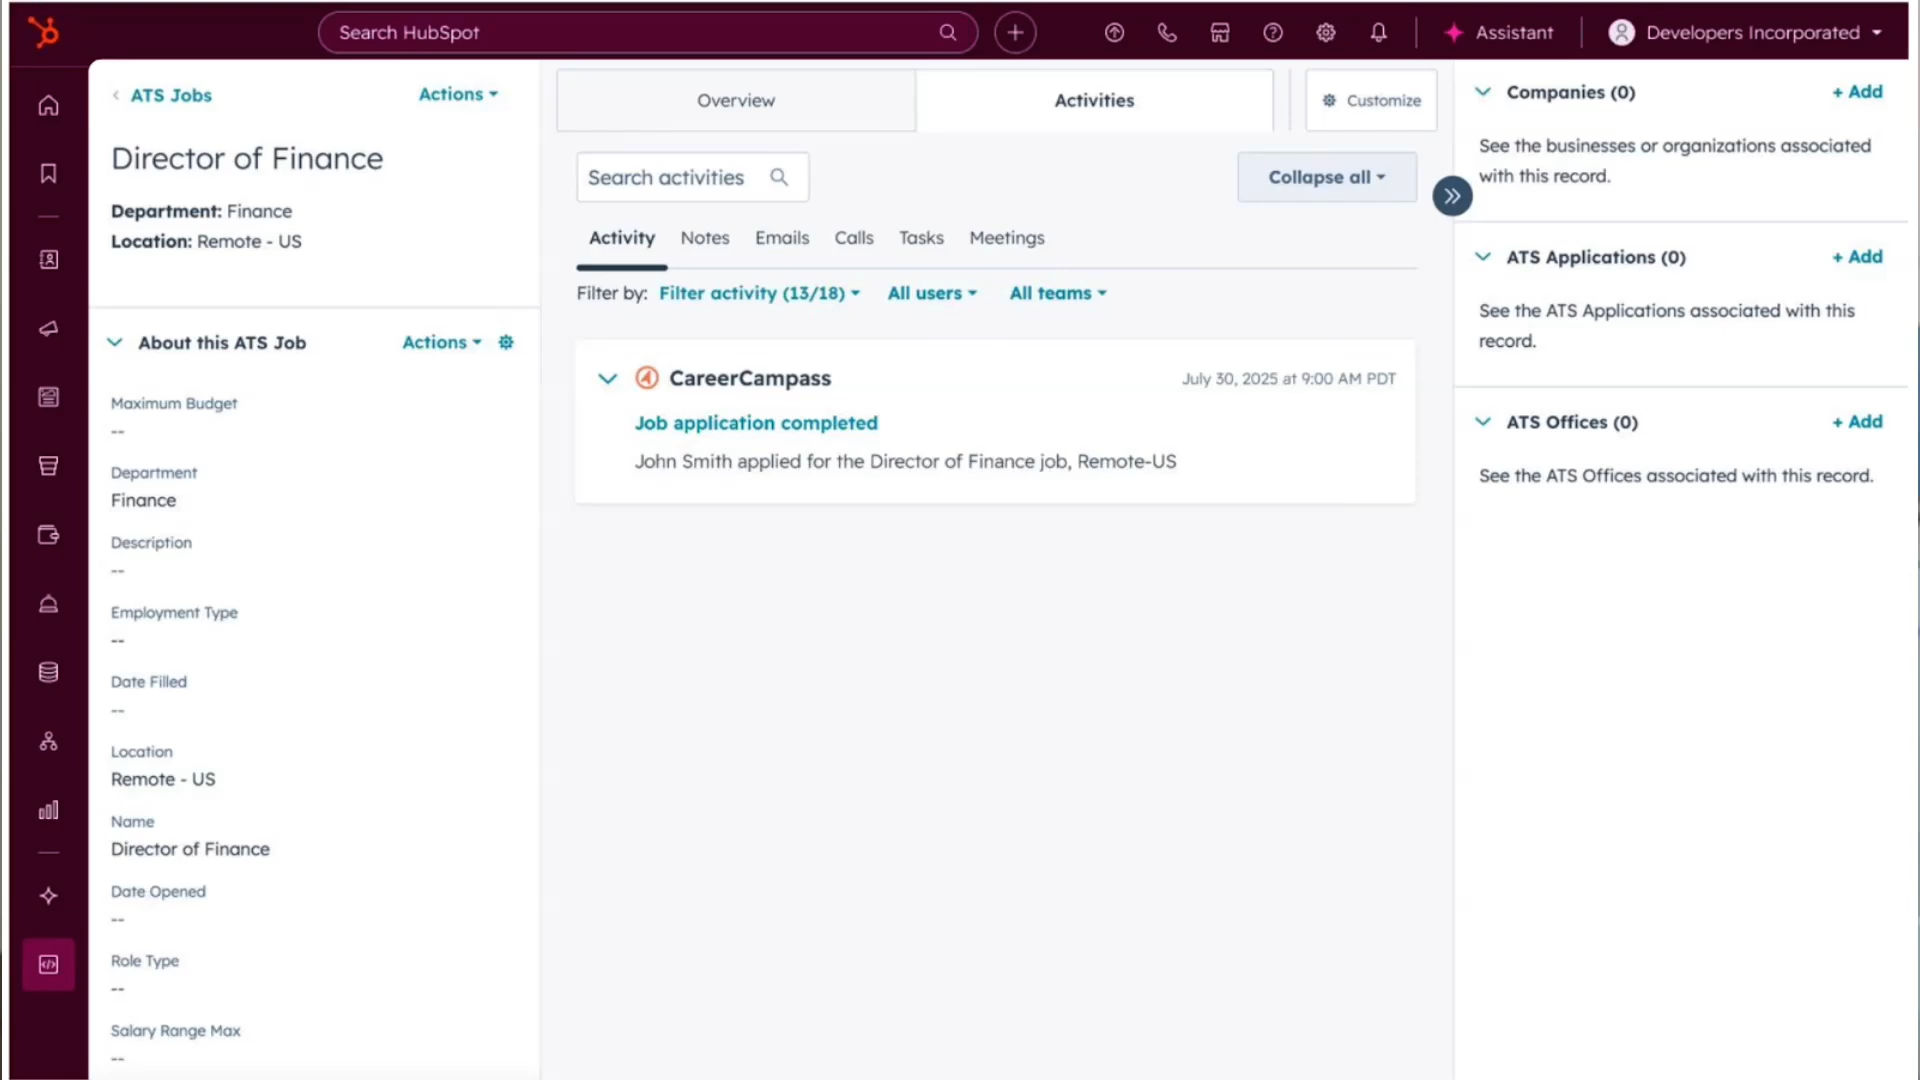 Search HubSpot
Assistant
Developers Incorporated
ATS Jobs
Actions
Director of Finance
Department: Finance
Location: Remote - US
About this ATS Job
Actions
Maximum Budget
--
Department
Finance
Description
--
Employment Type
--
Date Filled
--
Location
Remote - US
Name
Director of Finance
Date Opened
--
Role Type
--
Salary Range Max
--
Overview
Activities
Customize
Search activities
Collapse all
Activity
Notes
Emails
Calls
Tasks
Meetings
Filter by: Filter activity (13/18)
All users
All teams
CareerCampass
July 30, 2025 at 9:00 AM PDT
Job application completed
John Smith applied for the Director of Finance job, Remote-US
Companies (0)
+ Add
See the businesses or organizations associated
with this record.
ATS Applications (0)
+ Add
See the ATS Applications associated with this
record.
ATS Offices (0)
+ Add
See the ATS Offices associated with this record.